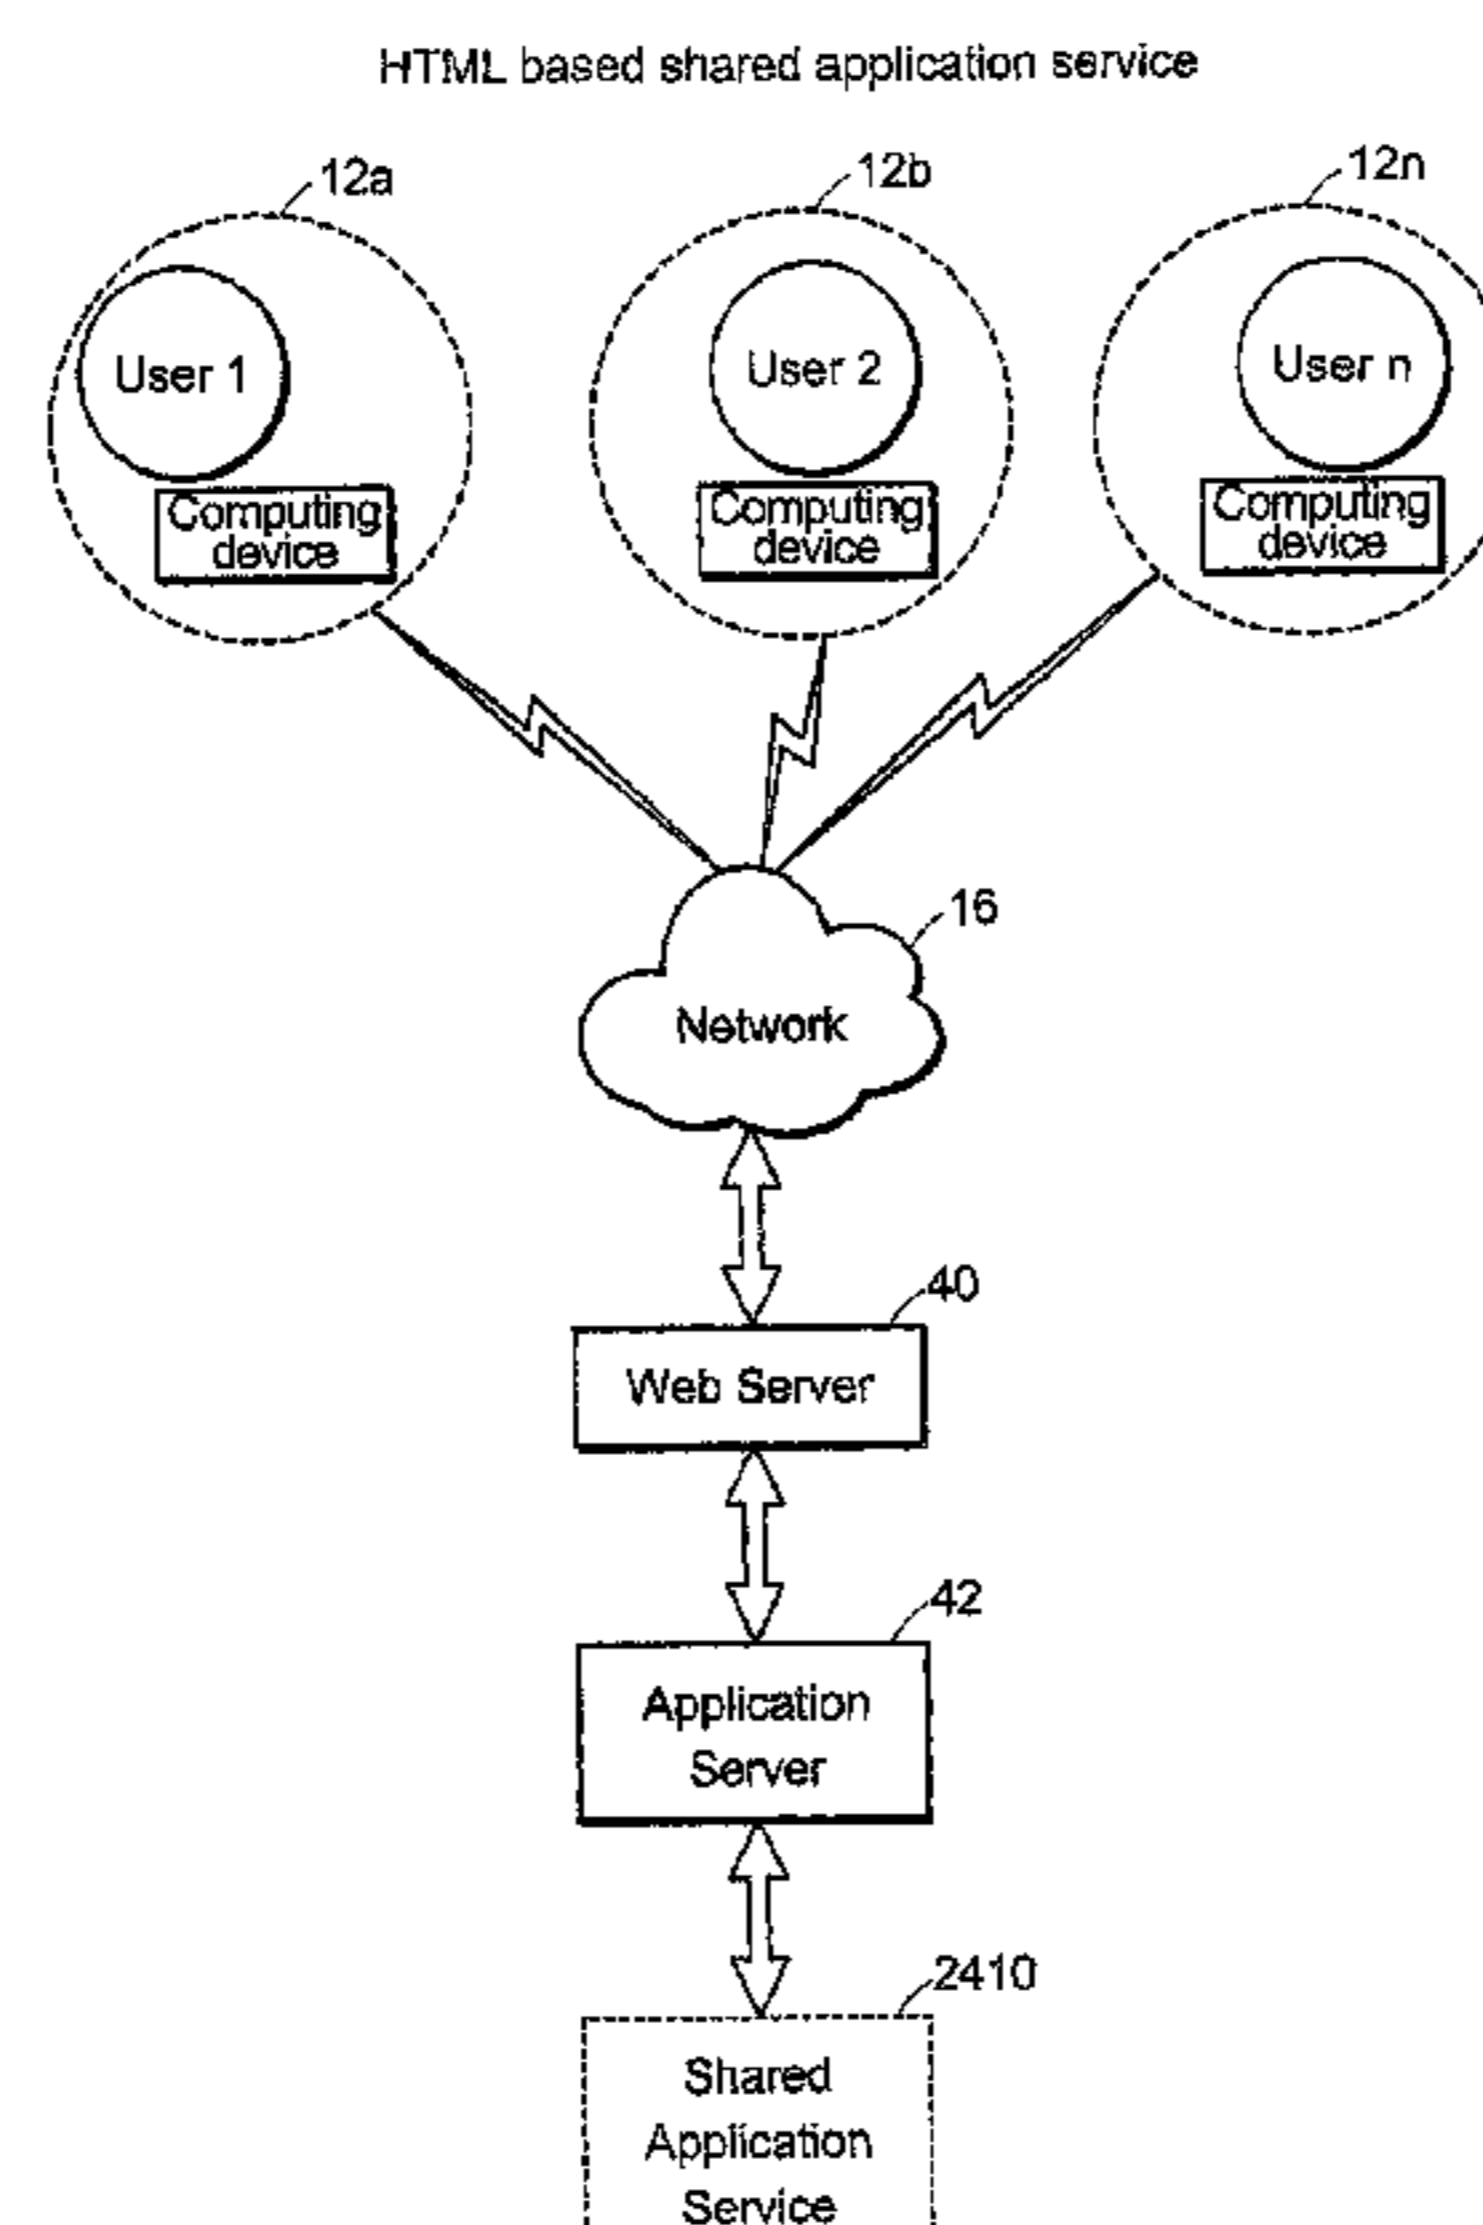 HTML based shared application service
12a
12b
12n
User 1
User 2
User n
Computing
device
Computing
device
Computing
device
16
Network
40
Web Server
42
Application
Server
2410
Shared
Application
Service